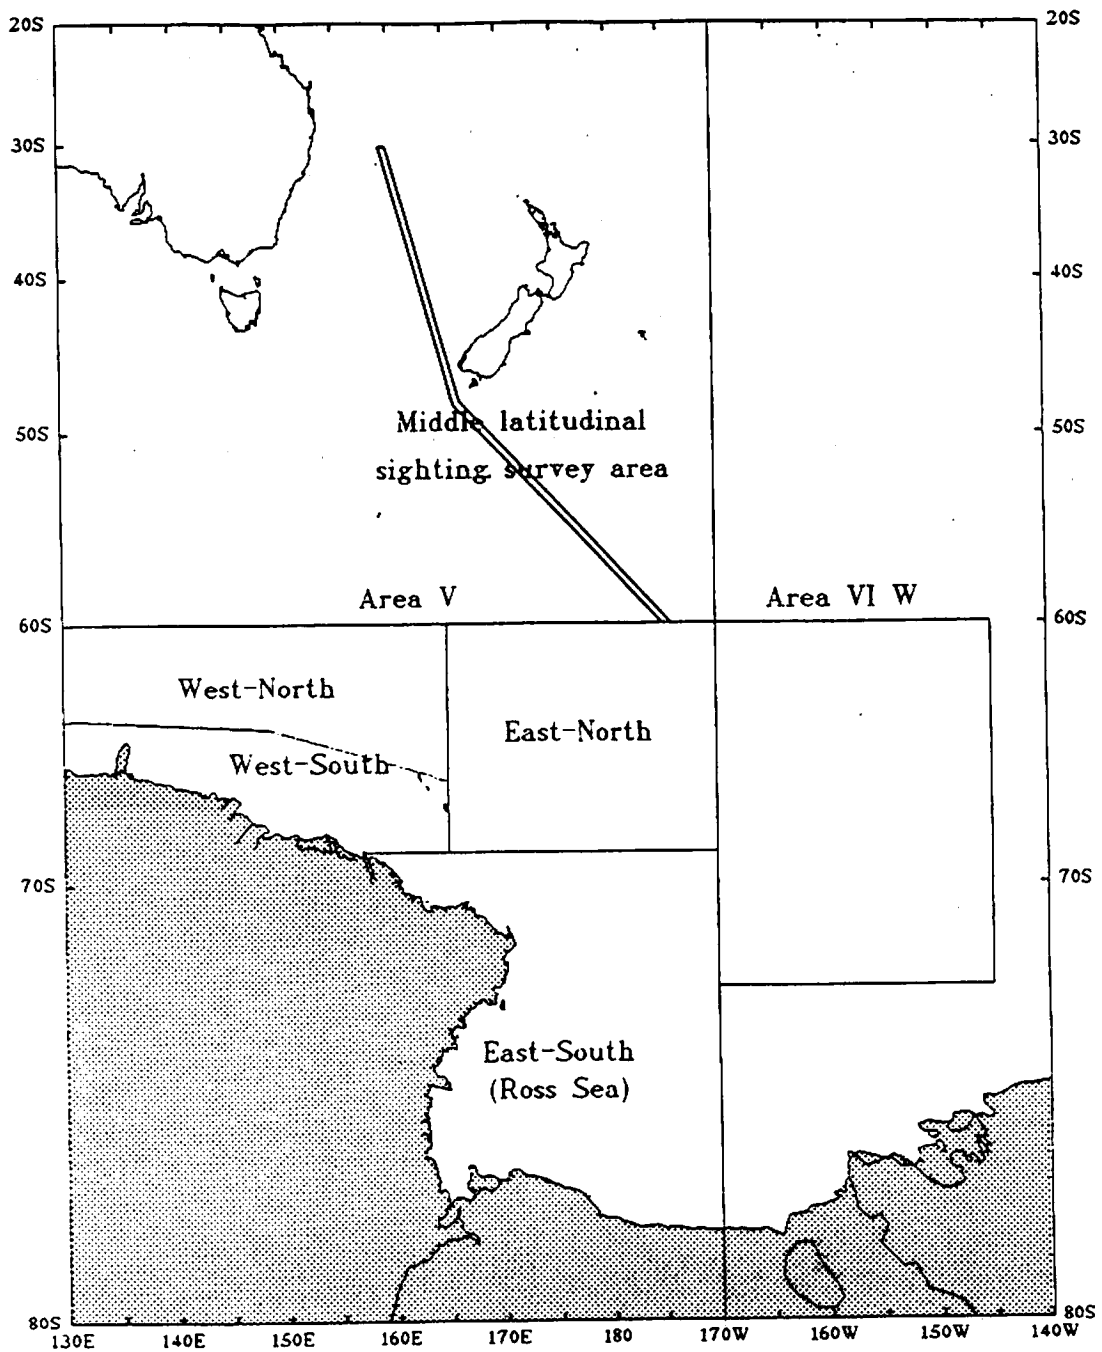 20S
20S
30S
30S
40S
40S
50S
50S
Middle latitudinal
sighting survey area
Area V
Area VI W
60S
60S
West-North
East-North
West-South
70S
70S
East-South
(Ross Sea)
80S
80S
130E 140E 150E 160E 170E 180 170W 160W 150W 140W